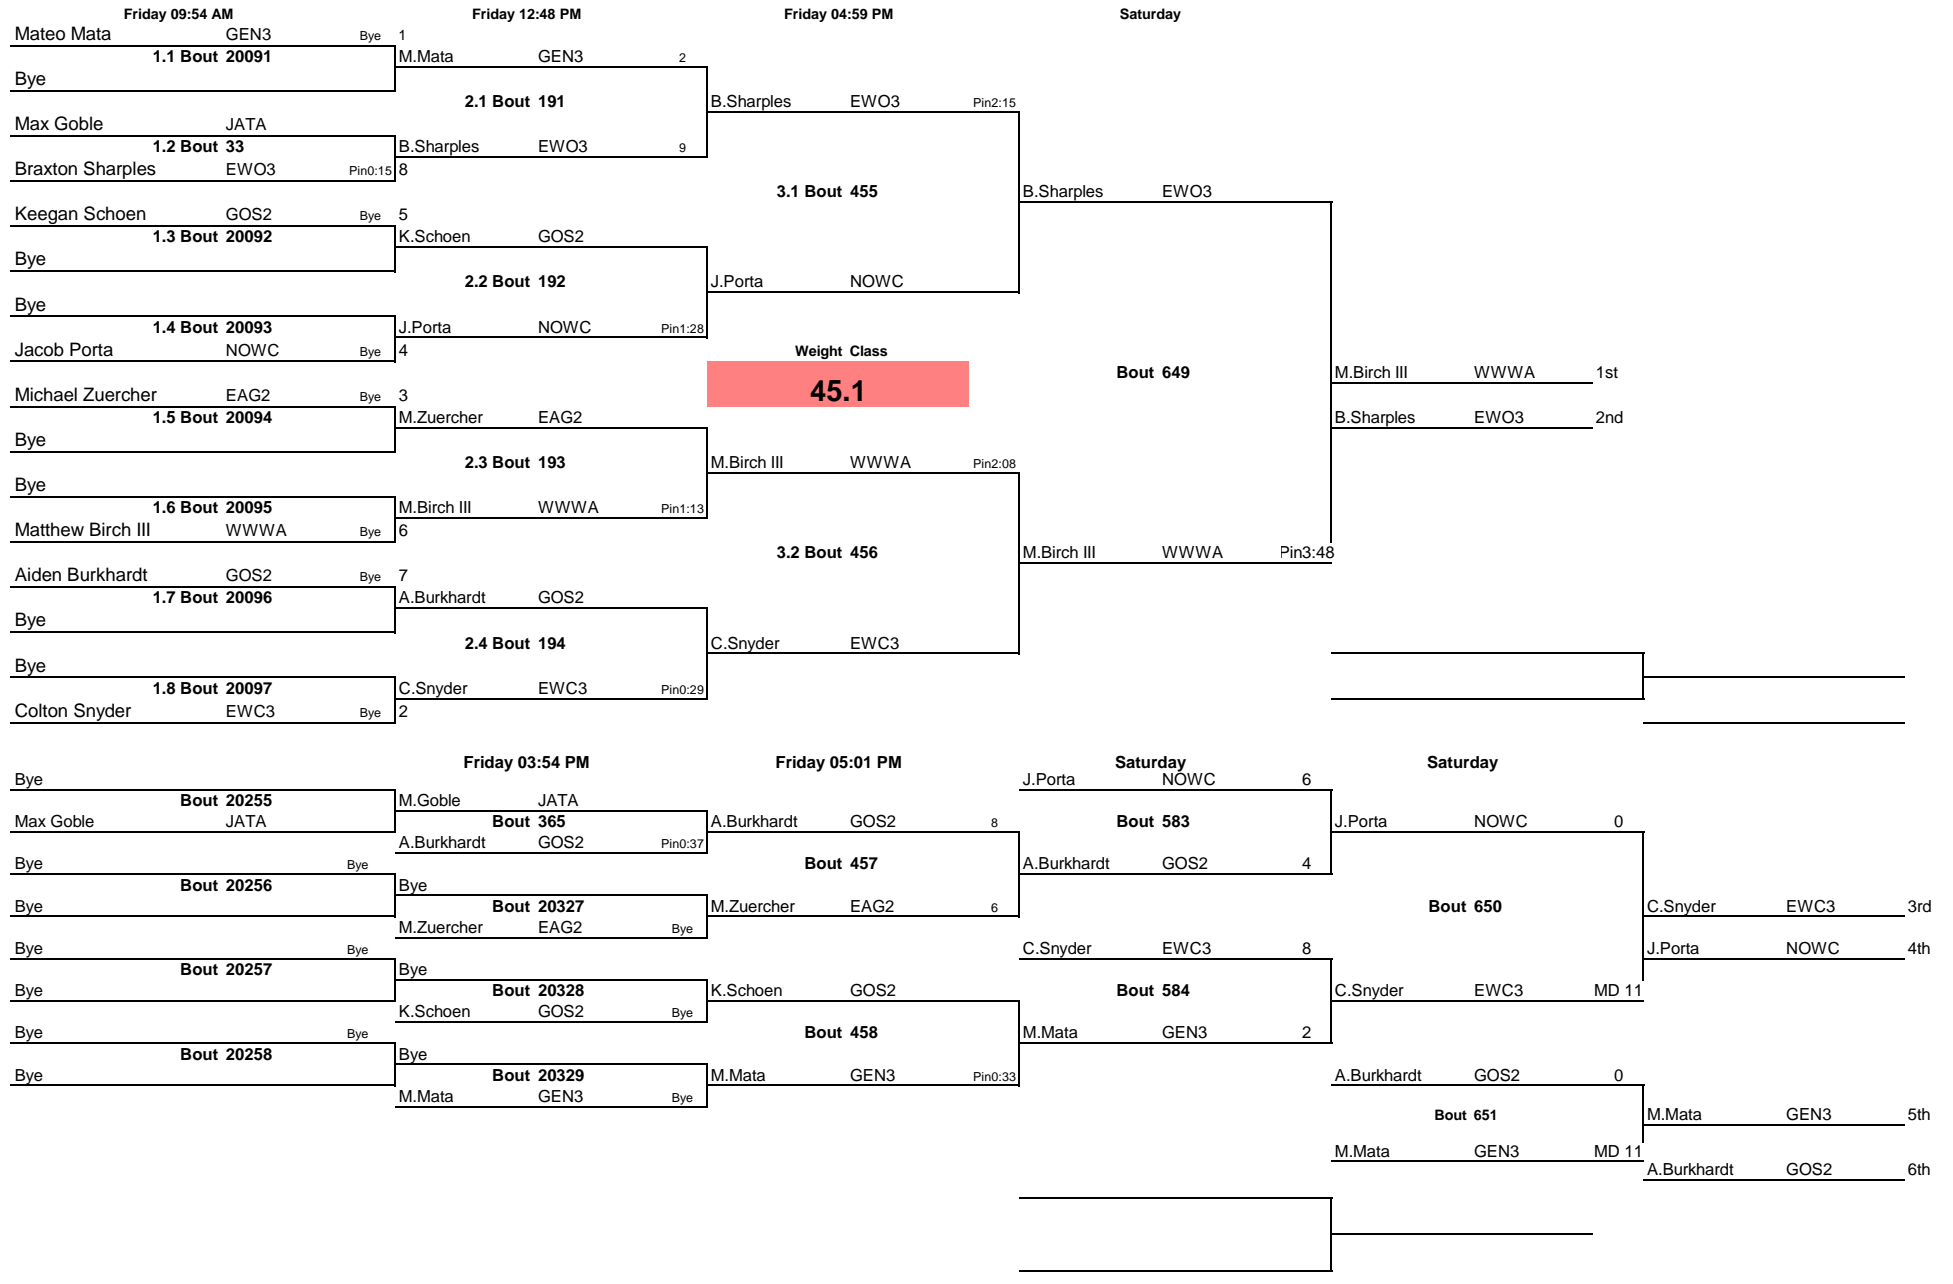 Friday 09:54 AM Friday 12:48 PM Friday 04:59 PM Saturday
Mateo Mata GEN3 Bye 1
1.1 Bout 20091 M.Mata GEN3 2
Bye
2.1 Bout 191 B.Sharples EWO3 Pin2:15
Max Goble JATA
1.2 Bout 33 B.Sharples EWO3 9
Braxton Sharples EWO3 Pin0:15 8
3.1 Bout 455 B.Sharples EWO3
Keegan Schoen GOS2 Bye 5
1.3 Bout 20092 K.Schoen GOS2
Bye
2.2 Bout 192 J.Porta NOWC
Bye
1.4 Bout 20093 J.Porta NOWC Pin1:28
Jacob Porta NOWC Bye 4 Weight Class
Bout 649 M.Birch III WWWA 1st
Michael Zuercher EAG2 Bye 3 45.1
1.5 Bout 20094 M.Zuercher EAG2 B.Sharples EWO3 2nd
Bye
2.3 Bout 193 M.Birch III WWWA Pin2:08
Bye
1.6 Bout 20095 M.Birch III WWWA Pin1:13
Matthew Birch III WWWA Bye 6
3.2 Bout 456 M.Birch III WWWA Pin3:48
Aiden Burkhardt GOS2 Bye 7
1.7 Bout 20096 A.Burkhardt GOS2
Bye
2.4 Bout 194 C.Snyder EWC3
Bye
1.8 Bout 20097 C.Snyder EWC3 Pin0:29
Colton Snyder EWC3 Bye 2
Friday 03:54 PM Friday 05:01 PM Saturday Saturday
Bye J.Porta NOWC 6
Bout 20255 M.Goble JATA
Max Goble JATA Bout 365 A.Burkhardt GOS2 8 Bout 583 J.Porta NOWC 0
A.Burkhardt GOS2 Pin0:37
Bye Bye Bout 457 A.Burkhardt GOS2 4
Bout 20256 Bye
Bye Bout 20327 M.Zuercher EAG2 6 Bout 650 C.Snyder EWC3 3rd
M.Zuercher EAG2 Bye
Bye Bye C.Snyder EWC3 8 J.Porta NOWC 4th
Bout 20257 Bye
Bye Bout 20328 K.Schoen GOS2 Bout 584 C.Snyder EWC3 MD 11
K.Schoen GOS2 Bye
Bye Bye Bout 458 M.Mata GEN3 2
Bout 20258 Bye
Bye Bout 20329 M.Mata GEN3 Pin0:33 A.Burkhardt GOS2 0
M.Mata GEN3 Bye
Bout 651 M.Mata GEN3 5th
M.Mata GEN3 MD 11
A.Burkhardt GOS2 6th